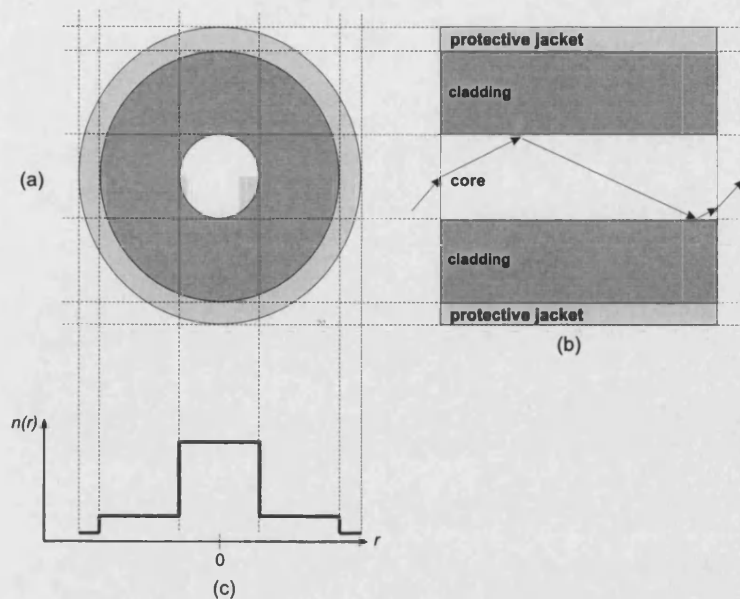 protective jacket
cladding
(a)
core
cladding
protective jacket
(b)
n(r)
r
0
(c)